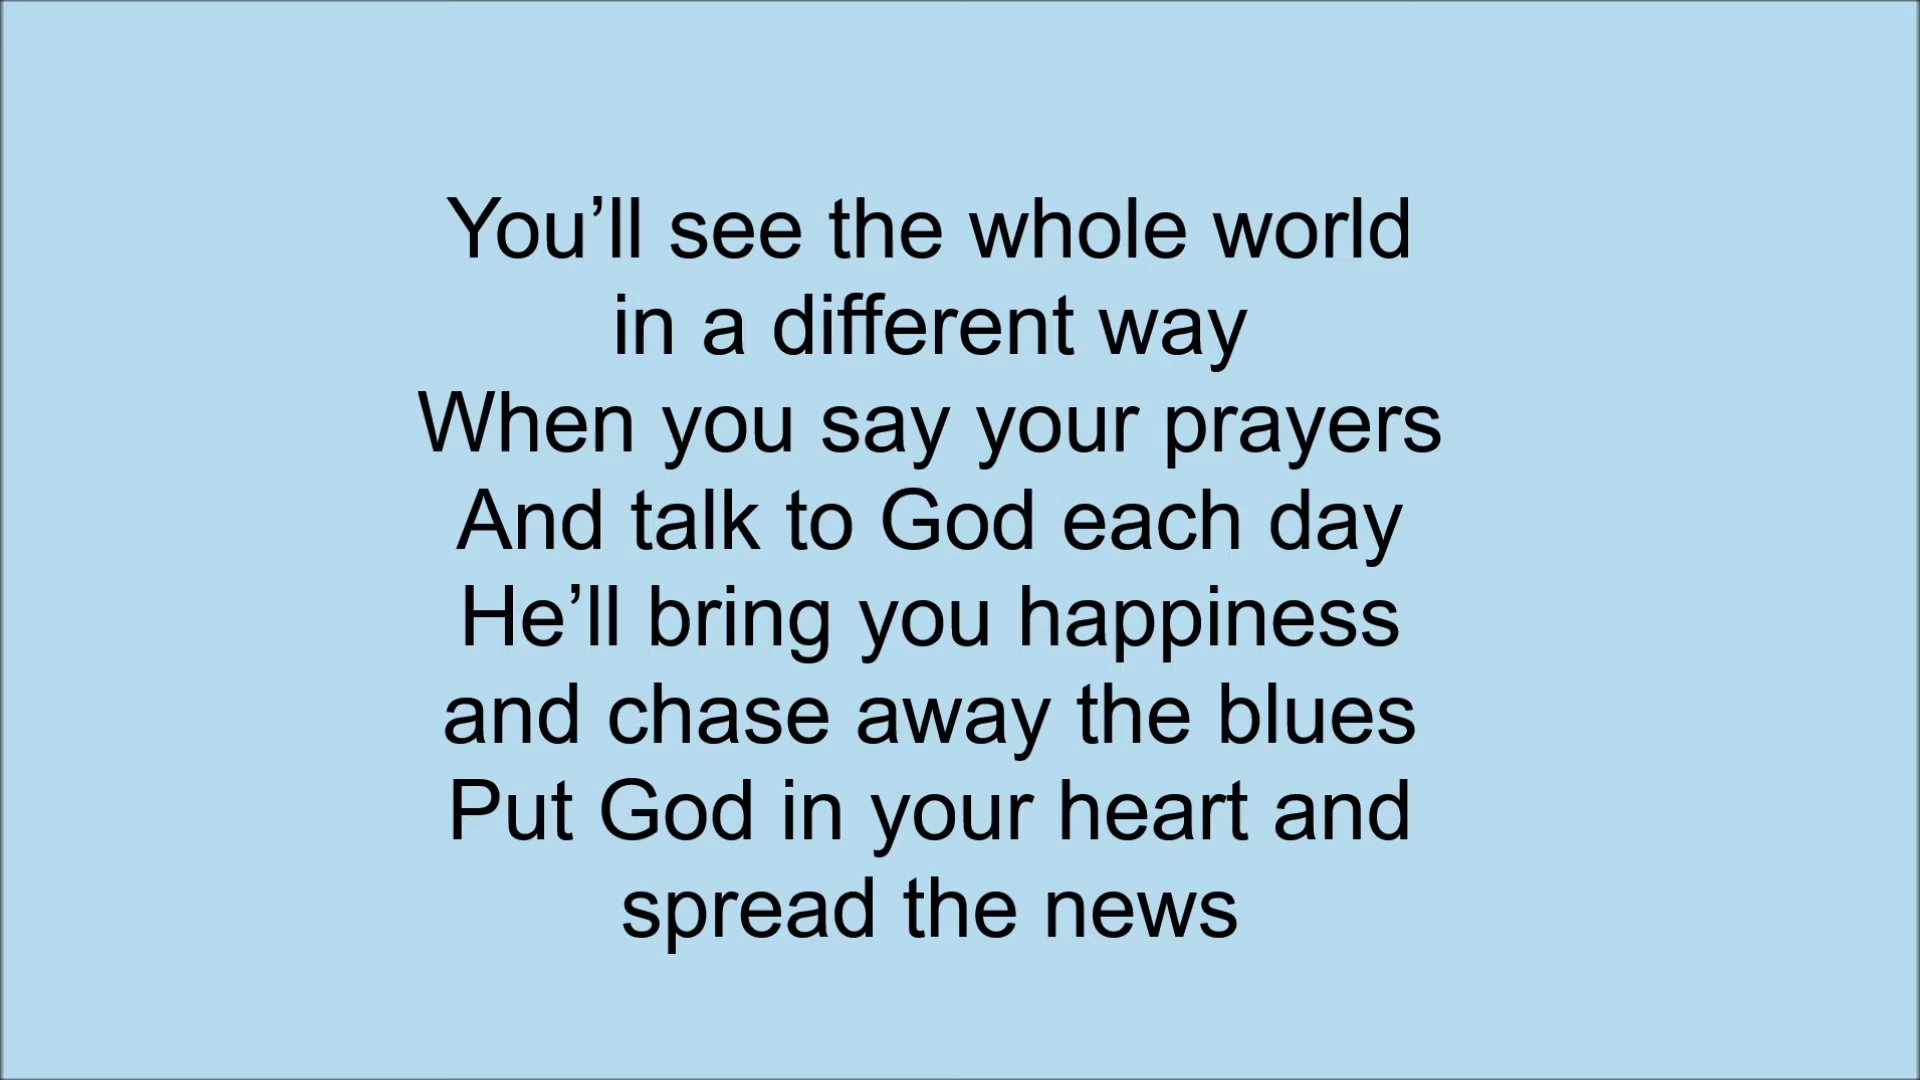 You’ll see the whole world
in a different way
When you say your prayers
And talk to God each day
He’ll bring you happiness
and chase away the blues
Put God in your heart and
spread the news